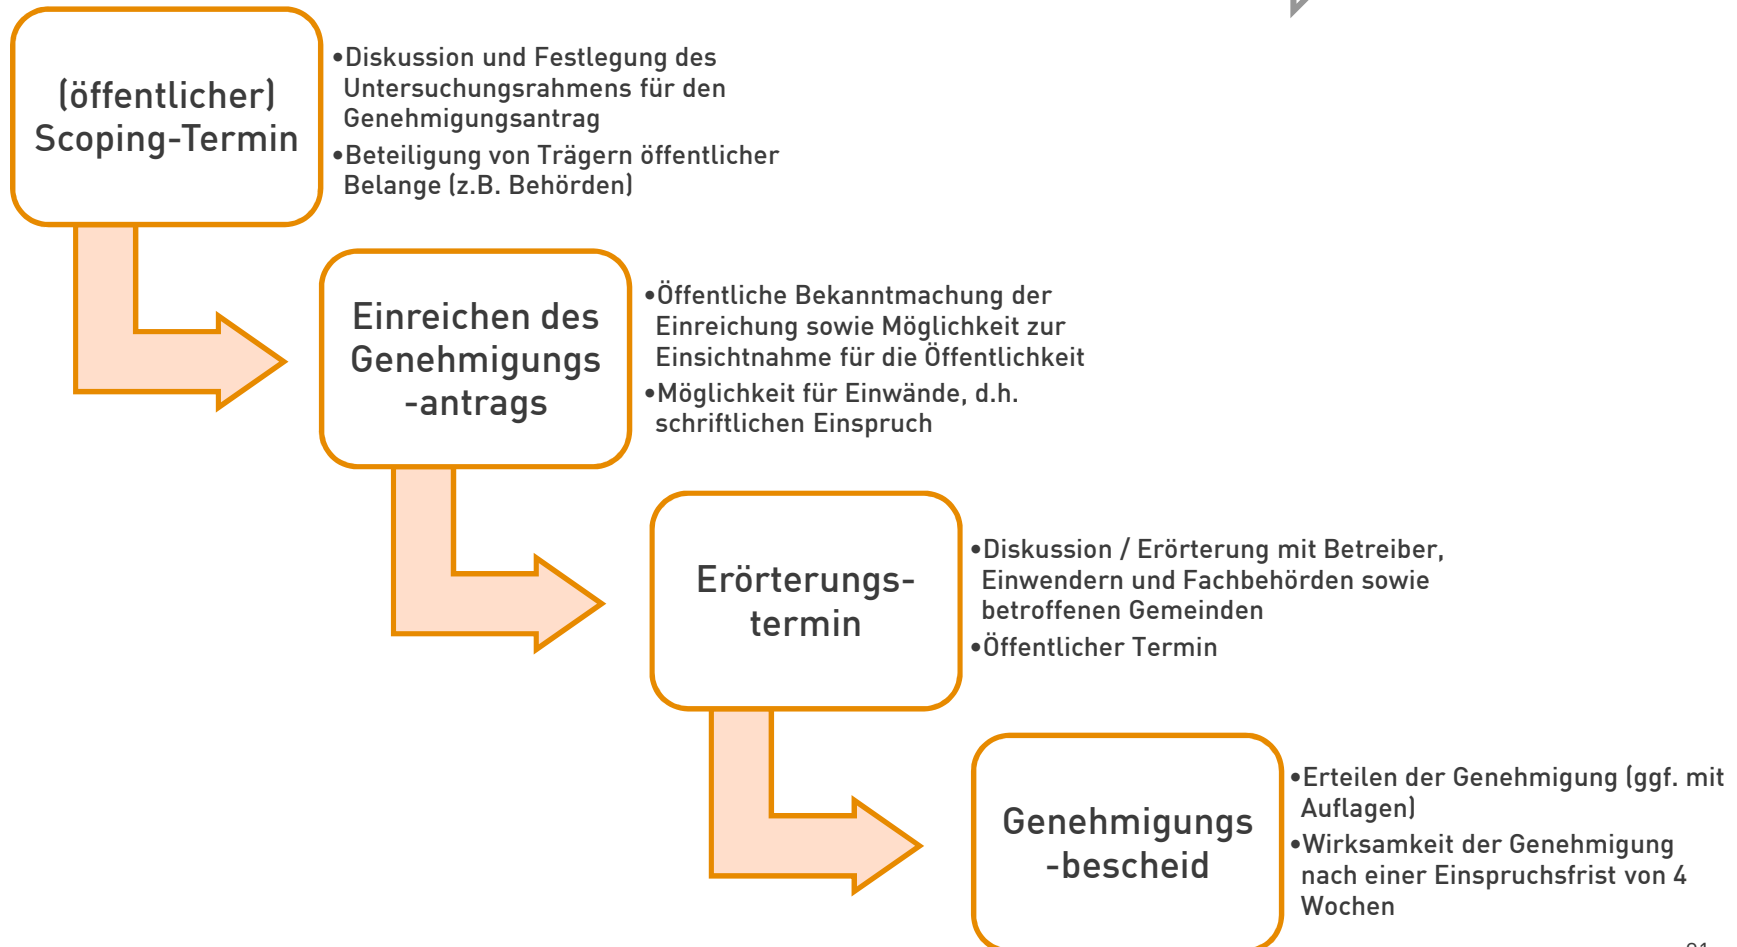 (öffentlicher)
Scoping-Termin
•Diskussion und Festlegung des
Untersuchungsrahmens für den
Genehmigungsantrag
•Beteiligung von Trägern öffentlicher
Belange (z.B. Behörden)
Einreichen des
Genehmigungs
-antrags
•Öffentliche Bekanntmachung der
Einreichung sowie Möglichkeit zur
Einsichtnahme für die Öffentlichkeit
•Möglichkeit für Einwände, d.h.
schriftlichen Einspruch
Erörterungs-
termin
•Diskussion / Erörterung mit Betreiber,
Einwendern und Fachbehörden sowie
betroffenen Gemeinden
•Öffentlicher Termin
Genehmigungs
-bescheid
•Erteilen der Genehmigung (ggf. mit
Auflagen)
•Wirksamkeit der Genehmigung
nach einer Einspruchsfrist von 4
Wochen